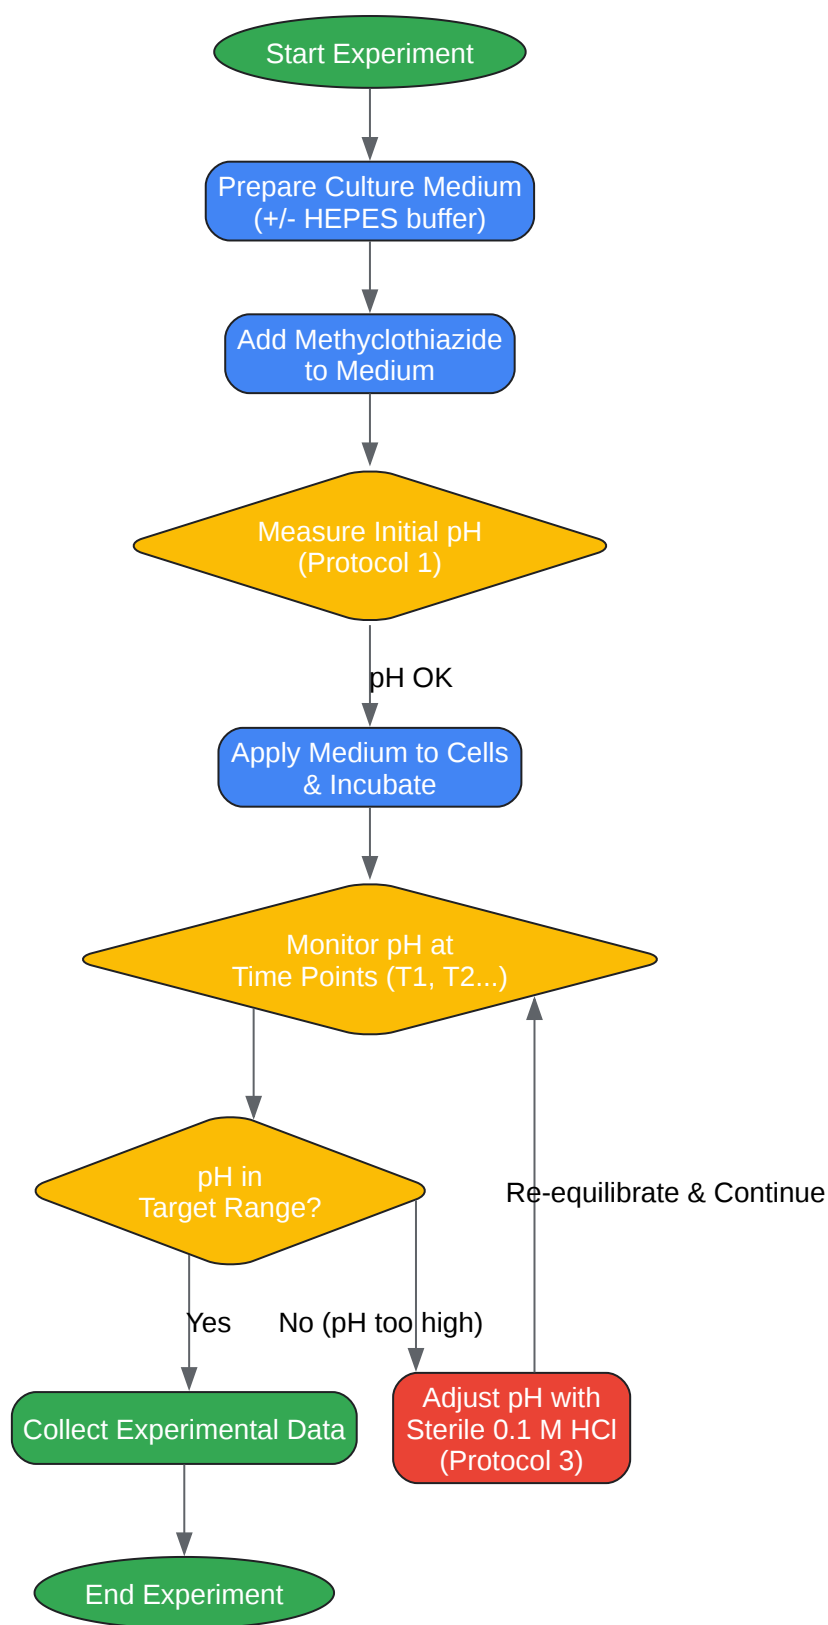 Start Experiment
Prepare Culture Medium
(+/- HEPES buffer)
Add Methyclothiazide
to Medium
Measure Initial pH
(Protocol 1)
pH OK
Apply Medium to Cells
& Incubate
Monitor pH at
Time Points (T1, T2...)
pH in
Target Range?
Re-equilibrate & Continue
Yes
No (pH too high)
Collect Experimental Data
Adjust pH with
Sterile 0.1 M HCl
(Protocol 3)
End Experiment